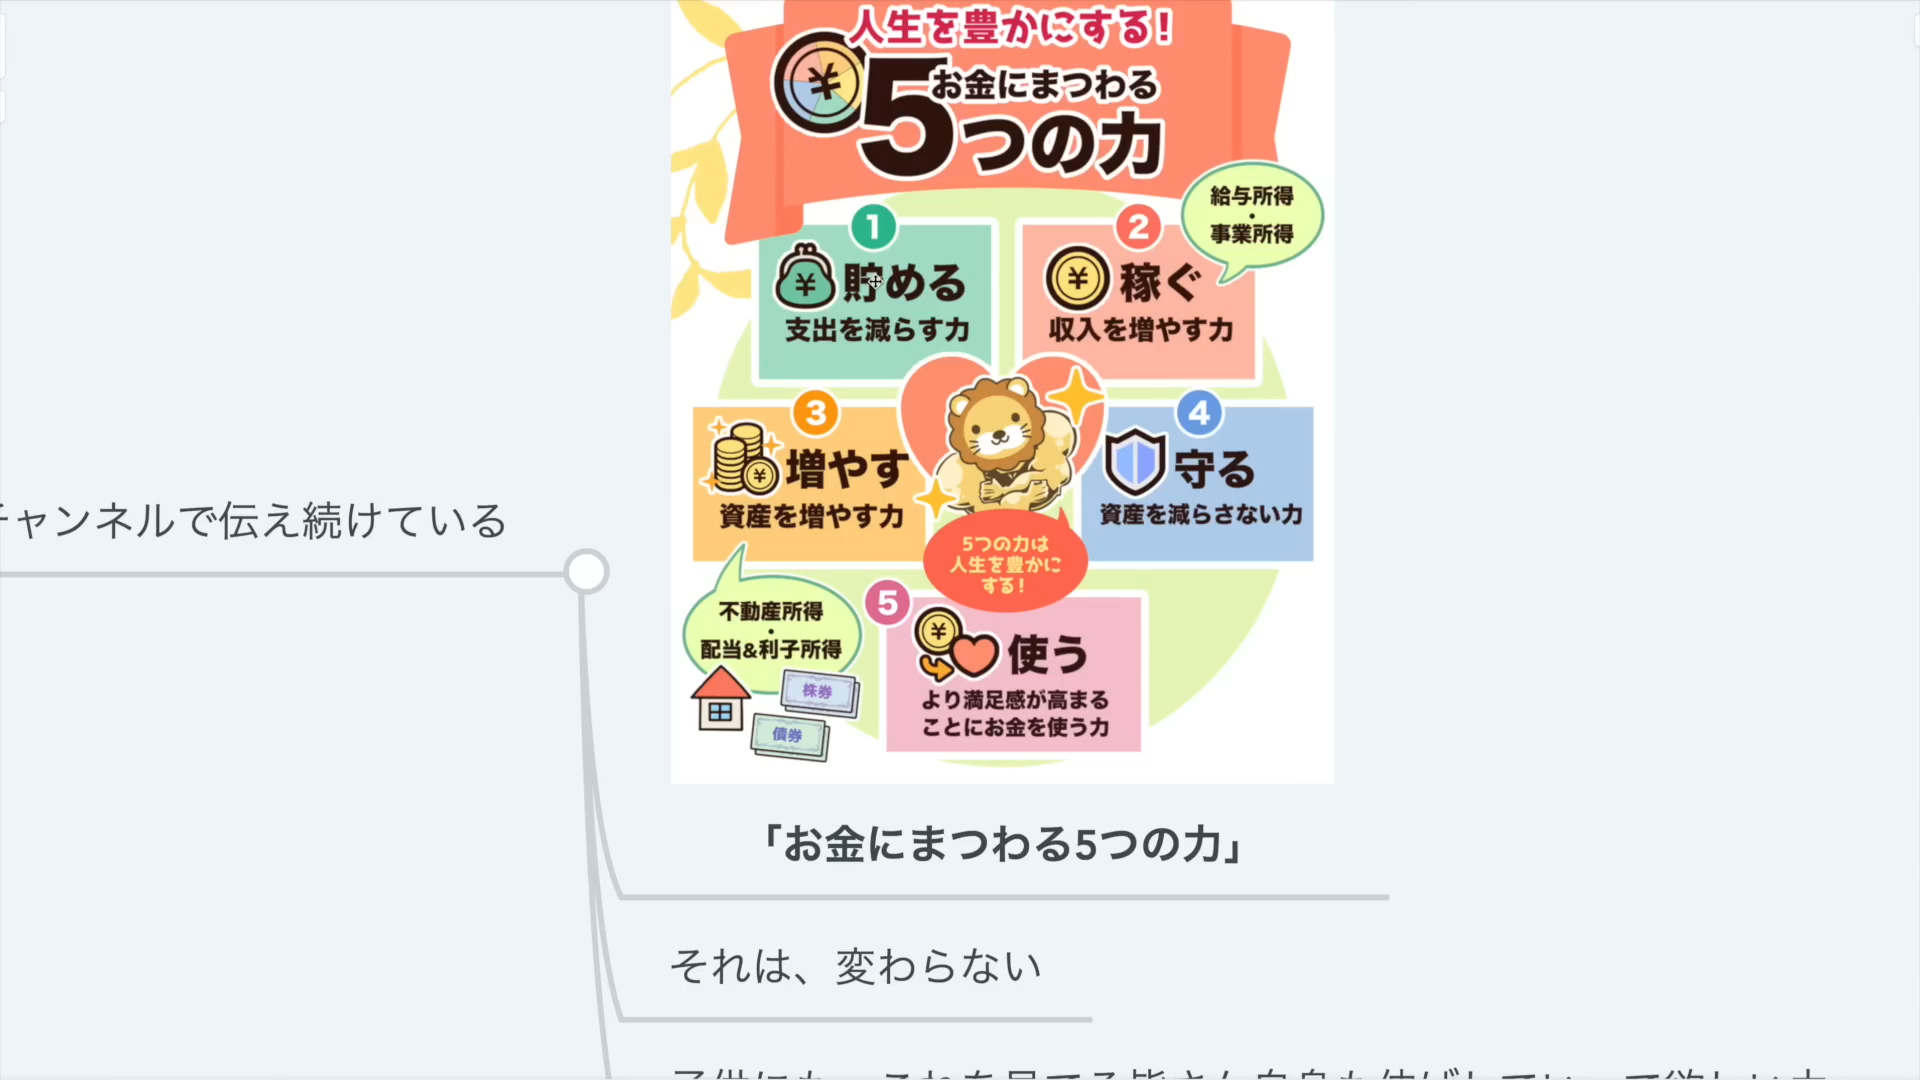 人生を豊かにする!
お金にまつわる
5つの力
給与所得
・
事業所得
1
貯める
支出を減らす力
2
稼ぐ
収入を増やす力
3
増やす
資産を増やす力
4
守る
資産を減らさない力
5つの力は
人生を豊かに
する!
不動産所得
・
配当&利子所得
株券
債券
5
使う
より満足感が高まる
ことにお金を使う力
チャンネルで伝え続けている
「お金にまつわる5つの力」
それは、変わらない